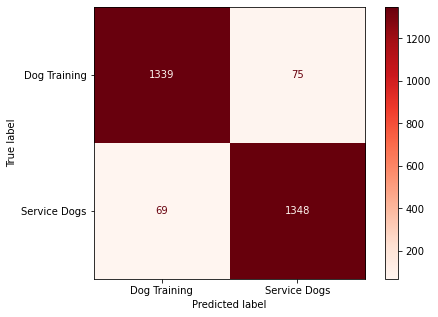 Dog Training 1339 75
Service Dogs 69 1348
Dog Training Service Dogs
Predicted label
True label
1200
1000
800
600
400
200